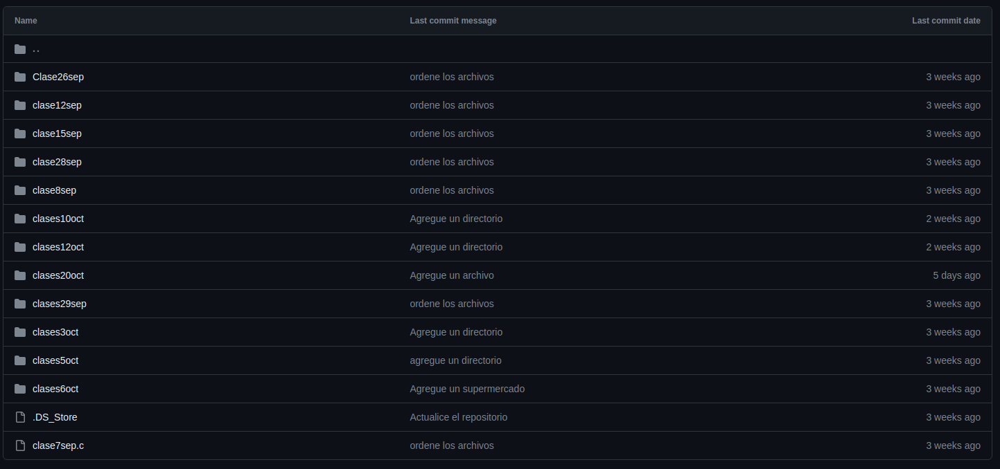 Name Last commit message Last commit date
..
Clase26sep ordene los archivos 3 weeks ago
clase12sep ordene los archivos 3 weeks ago
clase15sep ordene los archivos 3 weeks ago
clase28sep ordene los archivos 3 weeks ago
clase8sep ordene los archivos 3 weeks ago
clases10oct Agregue un directorio 2 weeks ago
clases12oct Agregue un directorio 2 weeks ago
clases20oct Agregue un archivo 5 days ago
clases29sep ordene los archivos 3 weeks ago
clases3oct Agregue un directorio 3 weeks ago
clases5oct agregue un directorio 3 weeks ago
clases6oct Agregue un supermercado 3 weeks ago
.DS_Store Actualice el repositorio 3 weeks ago
clase7sep.c ordene los archivos 3 weeks ago